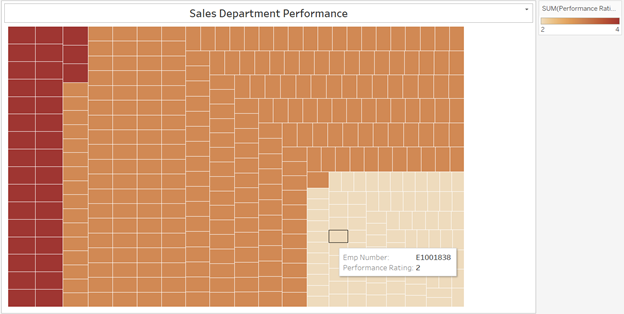 Sales Department Performance
SUM(Performance Rati...
2 4
Emp Number: E1001838
Performance Rating: 2